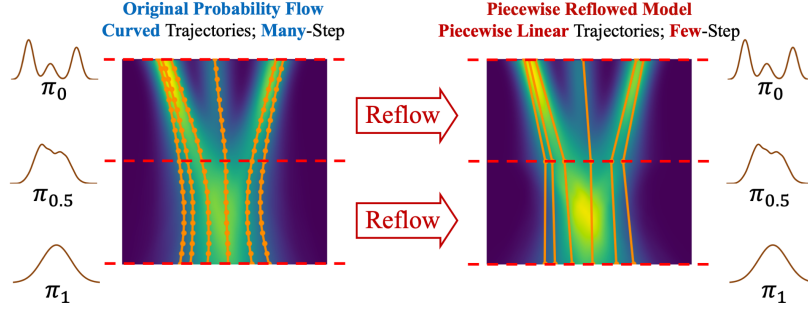 Original Probability Flow
Curved Trajectories; Many-Step
Piecewise Reflowed Model
Piecewise Linear Trajectories; Few-Step
π₀
π₀.₅
π₁
Reflow
Reflow
π₀
π₀.₅
π₁